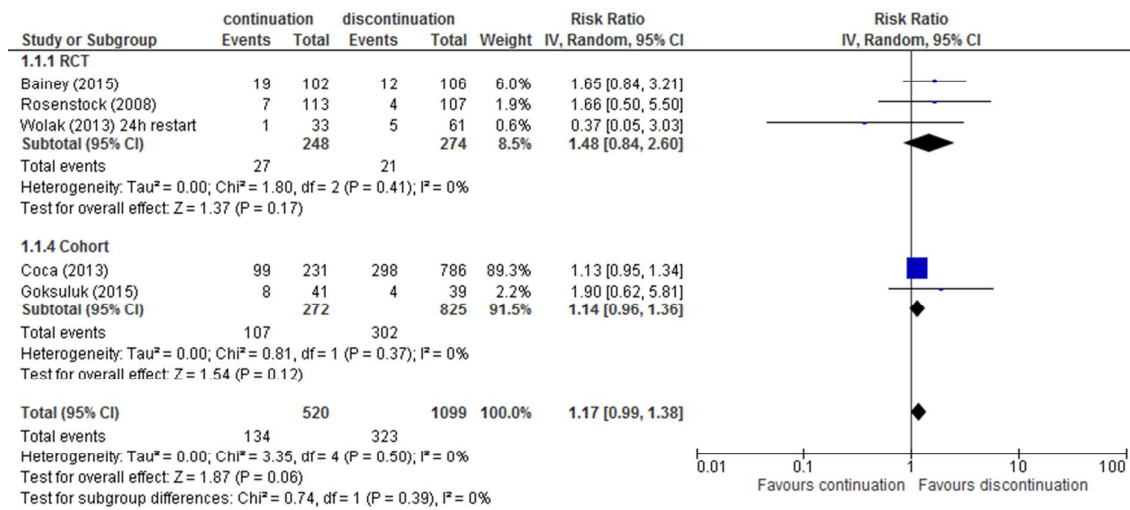 continuation discontinuation Risk Ratio Risk Ratio
Study or Subgroup Events Total Events Total Weight IV, Random, 95% CI IV, Random, 95% CI
1.1.1 RCT
Bainey (2015) 19 102 12 106 6.0% 1.65 [0.84, 3.21]
Rosenstock (2008) 7 113 4 107 1.9% 1.66 [0.50, 5.50]
Wolak (2013) 24h restart 1 33 5 61 0.6% 0.37 [0.05, 3.03]
Subtotal (95% CI) 248 274 8.5% 1.48 [0.84, 2.60]
Total events 27 21
Heterogeneity: Tau² = 0.00; Chi² = 1.80, df = 2 (P = 0.41); I² = 0%
Test for overall effect: Z = 1.37 (P = 0.17)
1.1.4 Cohort
Coca (2013) 99 231 298 786 89.3% 1.13 [0.95, 1.34]
Goksuluk (2015) 8 41 4 39 2.2% 1.90 [0.62, 5.81]
Subtotal (95% CI) 272 825 91.5% 1.14 [0.96, 1.36]
Total events 107 302
Heterogeneity: Tau² = 0.00; Chi² = 0.81, df = 1 (P = 0.37); I² = 0%
Test for overall effect: Z = 1.54 (P = 0.12)
Total (95% CI) 520 1099 100.0% 1.17 [0.99, 1.38]
Total events 134 323
Heterogeneity: Tau² = 0.00; Chi² = 3.35, df = 4 (P = 0.50); I² = 0%
Test for overall effect: Z = 1.87 (P = 0.06)
Test for subgroup differences: Chi² = 0.74, df = 1 (P = 0.39), I² = 0%
0.01 0.1 1 10 100
Favours continuation Favours discontinuation